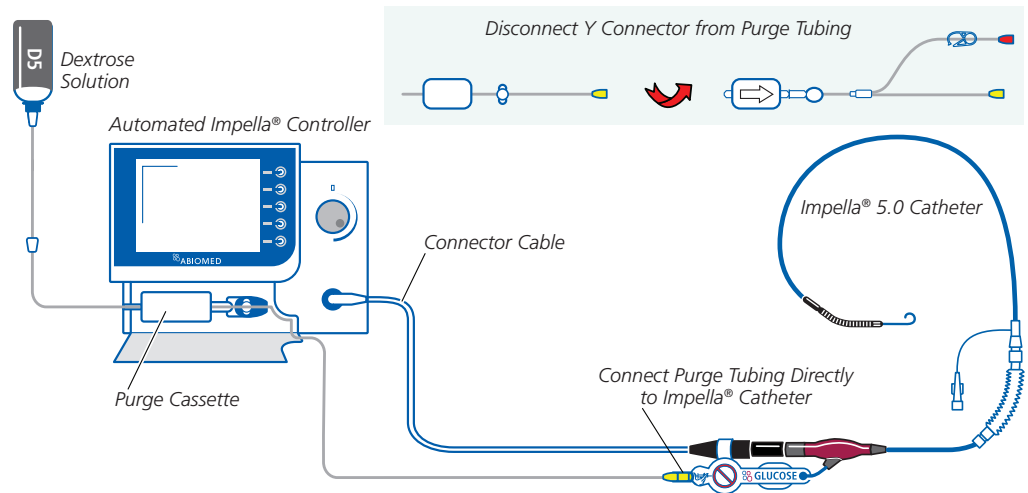 Disconnect Y Connector from Purge Tubing
D5
Dextrose
Solution
Automated Impella® Controller
ABIOMED
Impella® 5.0 Catheter
Connector Cable
Purge Cassette
Connect Purge Tubing Directly
to Impella® Catheter
GLUCOSE